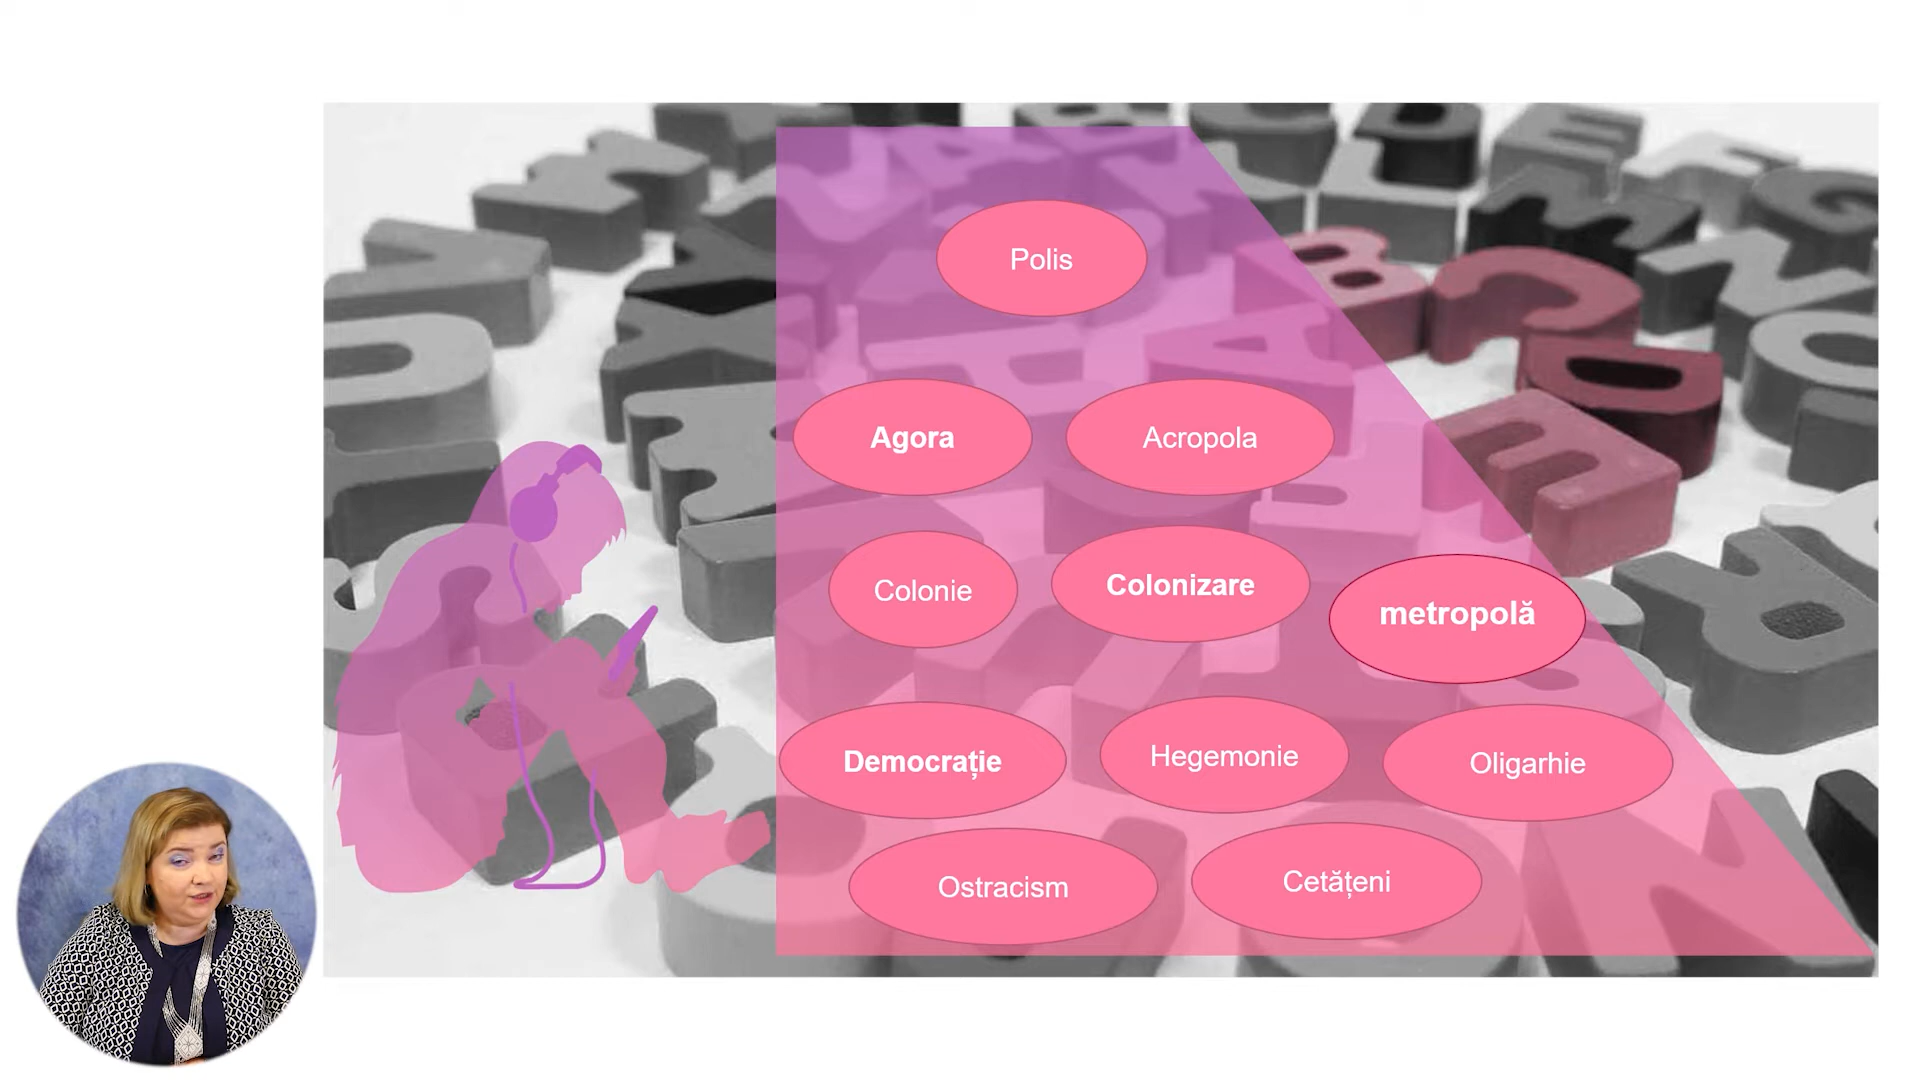 Polis
Agora
Acropola
Colonie
Colonizare
metropolă
Democrație
Hegemonie
Oligarhie
Ostracism
Cetățeni